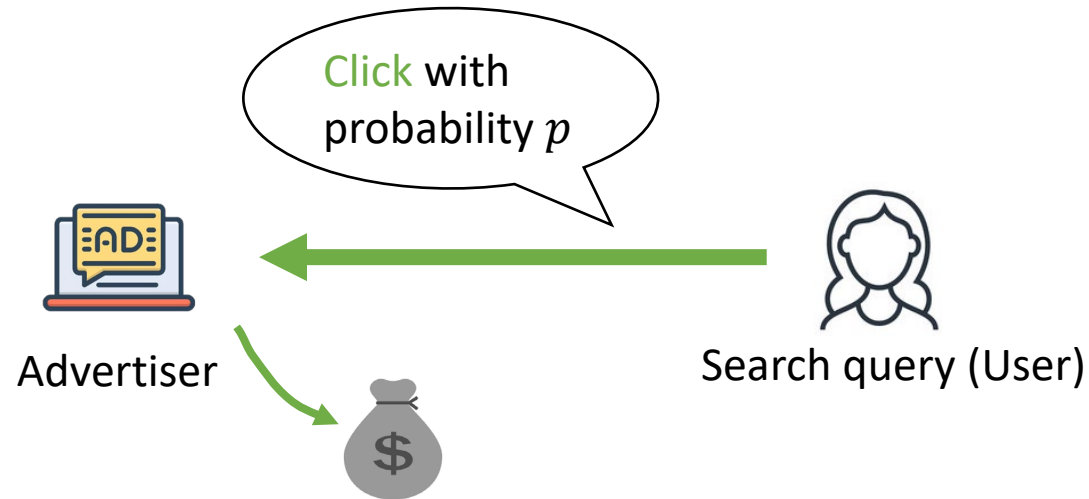 Click with
probability p
AD
Advertiser
Search query (User)
$